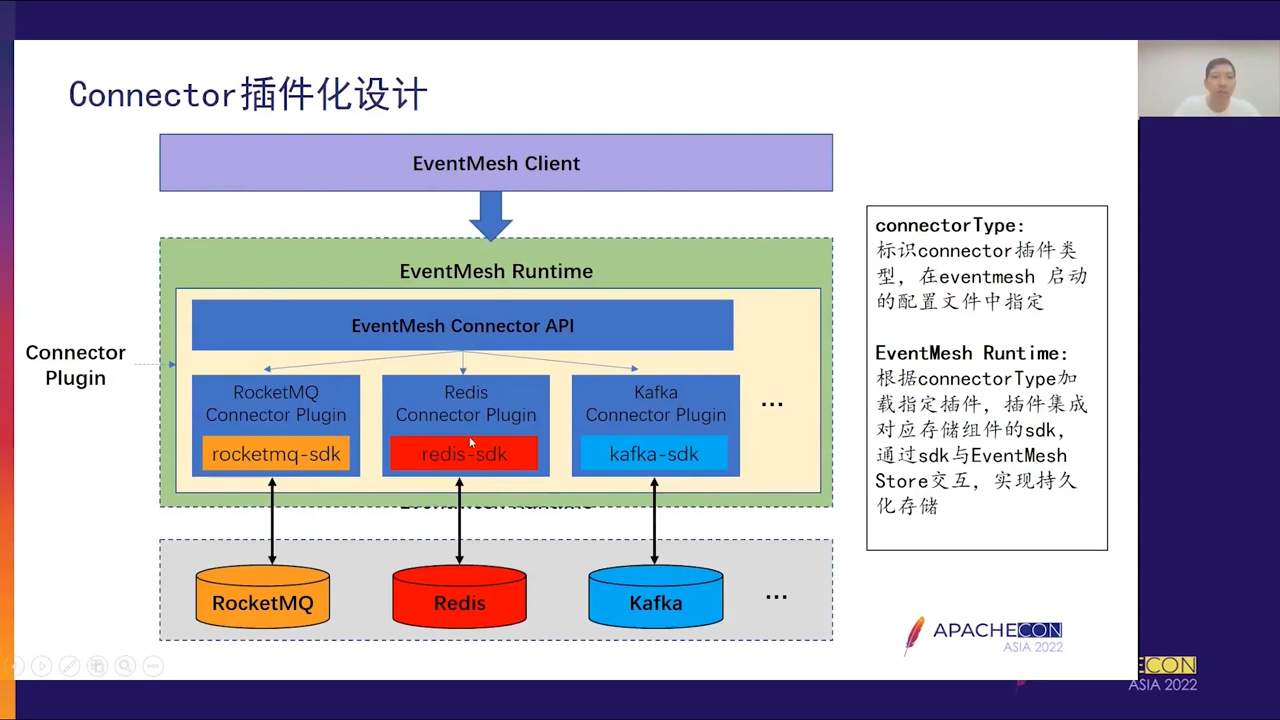 Connector插件化设计
EventMesh Client
EventMesh Runtime
EventMesh Connector API
Connector
Plugin
RocketMQ
Connector Plugin
rocketmq-sdk
Redis
Connector Plugin
redis-sdk
Kafka
Connector Plugin
kafka-sdk
...
RocketMQ
Redis
Kafka
...
connectorType:
标识connector插件类
型，在eventmesh 启动
的配置文件中指定
EventMesh Runtime:
根据connectorType加
载指定插件，插件集成
对应存储组件的sdk，
通过sdk与EventMesh
Store交互，实现持久
化存储
APACHECON
ASIA 2022
ECON
ASIA 2022